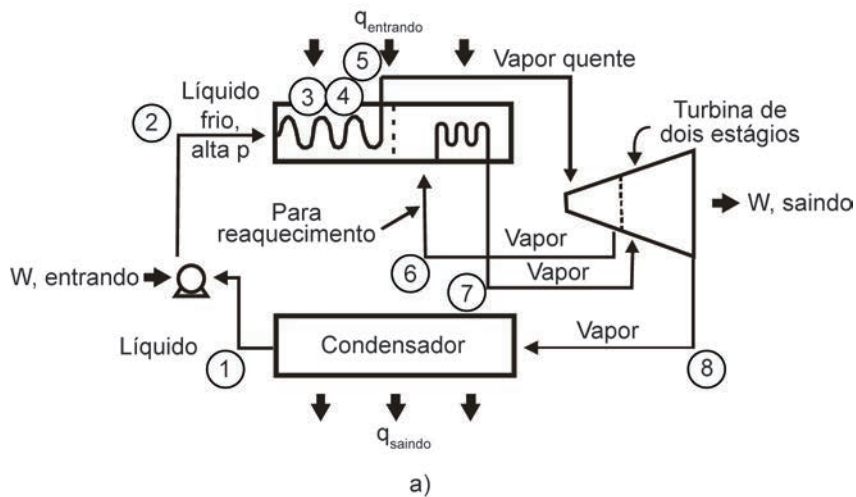 q entrando
5
Vapor quente
Líquido
frio,
alta p
3
4
2
Turbina de
dois estágios
W, saindo
Para
reaquecimento
Vapor
6
Vapor
7
W, entrando
Líquido
1
Condensador
Vapor
8
q saindo
a)